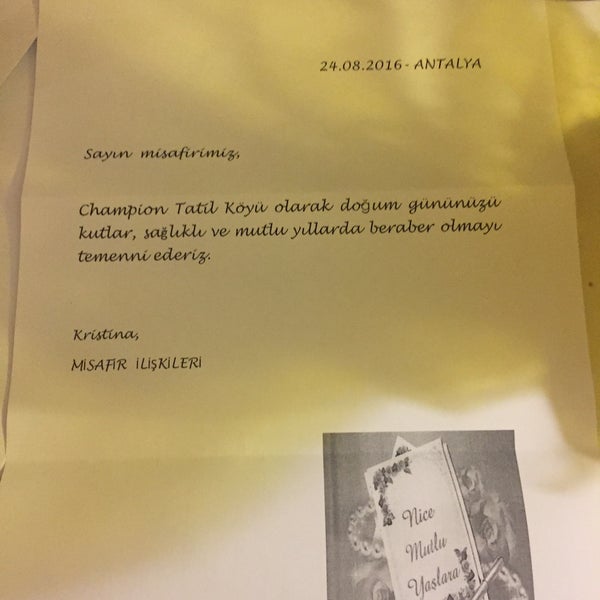 24.08.2016 - ANTALYA
Sayın misafirimiz,
Champion Tatil Köyü olarak doğum gününüzü
kutlar, sağlıklı ve mutlu yıllarda beraber olmayı
temenni ederiz.
Kristina,
MİSAFİR İLİŞKİLERİ
Nice
Mutlu
Yaşlara